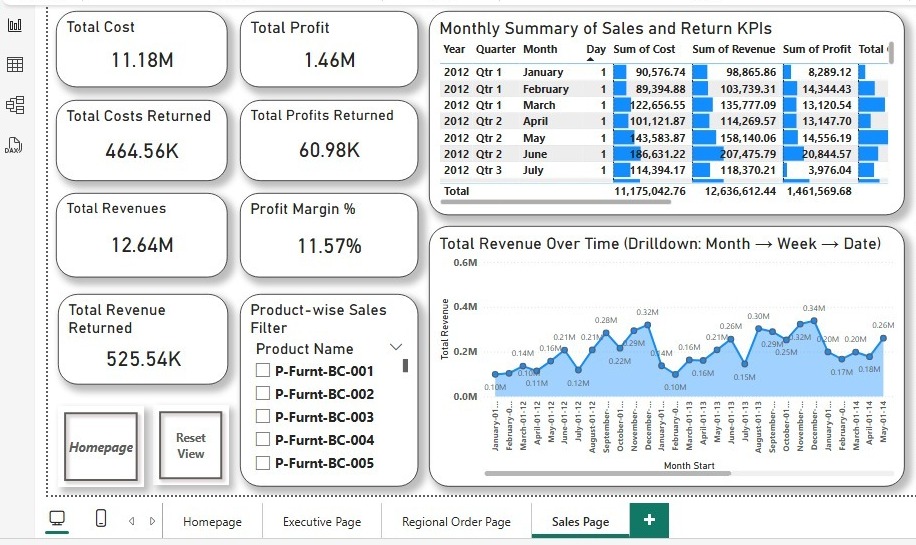 Total Cost
11.18M
Total Profit
1.46M
Total Costs Returned
464.56K
Total Profits Returned
60.98K
Total Revenues
12.64M
Profit Margin %
11.57%
Total Revenue
Returned
525.54K
Product-wise Sales
Filter
Product Name
P-Furnt-BC-001
P-Furnt-BC-002
P-Furnt-BC-003
P-Furnt-BC-004
P-Furnt-BC-005
Homepage
Reset
View
Monthly Summary of Sales and Return KPIs
Year Quarter Month Day Sum of Cost Sum of Revenue Sum of Profit Total
2012 Qtr 1 January 1 90,576.74 98,865.86 8,289.12
2012 Qtr 1 February 1 89,394.88 103,739.31 14,344.43
2012 Qtr 1 March 1 122,656.55 135,777.09 13,120.54
2012 Qtr 2 April 1 101,121.87 114,269.57 13,147.70
2012 Qtr 2 May 1 143,583.87 158,140.06 14,556.19
2012 Qtr 2 June 1 186,631.22 207,475.79 20,844.57
2012 Qtr 3 July 1 114,394.17 118,370.21 3,976.04
Total 11,175,042.76 12,636,612.44 1,461,569.68
Total Revenue Over Time (Drilldown: Month → Week → Date)
Total Revenue
0.6M
0.4M
0.2M
0.0M
0.10M
0.14M
0.10M
0.11M
0.16M
0.21M
0.12M
0.21M
0.28M
0.22M
0.29M
0.32M
0.14M
0.10M
0.16M
0.16M
0.21M
0.26M
0.15M
0.30M
0.29M
0.25M
0.32M
0.34M
0.20M
0.17M
0.20M
0.18M
0.26M
January-01...
February-0...
March-01-12
April-01-12
May-01-12
June-01-12
July-01-12
August-01-12
September-...
October-01...
November-...
December-...
January-01...
February-0...
March-01-13
April-01-13
May-01-13
June-01-13
July-01-13
August-01-13
September-...
October-01...
November-...
December-...
January-01...
February-0...
March-01-14
April-01-14
May-01-14
Month Start
DAX
Homepage
Executive Page
Regional Order Page
Sales Page
+